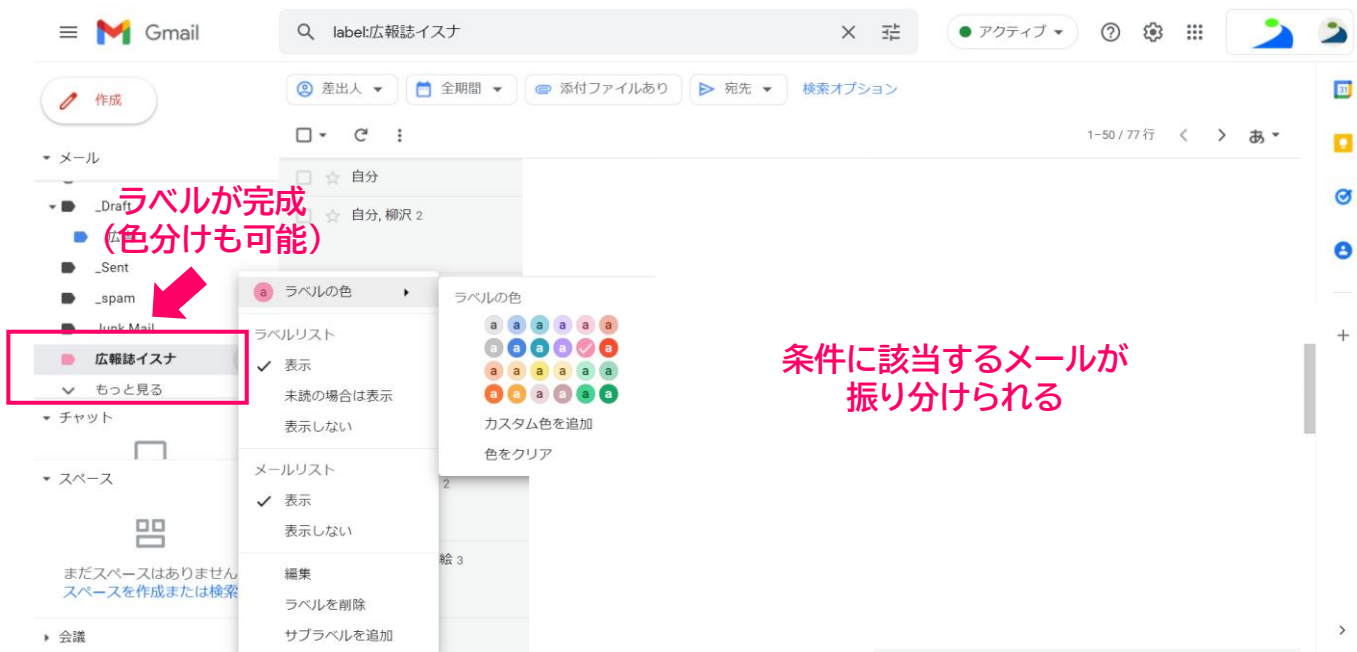 Gmail
label:広報誌イスナ
アクティブ
作成
差出人
全期間
添付ファイルあり
宛先
検索オプション
1-50 / 77 行
あ
メール
自分
ラベルが完成
（色分けも可能）
_Draft
自分, 柳沢 2
_Sent
_spam
Junk Mail
広報誌イスナ
もっと見る
チャット
スペース
まだスペースはありません
スペースを作成または検索
会議
a ラベルの色
ラベルリスト
表示
未読の場合は表示
表示しない
メールリスト
表示
表示しない
編集
ラベルを削除
サブラベルを追加
ラベルの色
a a a a a a
a a a a a
a a a a a a
a a a a a a
カスタム色を追加
色をクリア
2
絵 3
条件に該当するメールが
振り分けられる
31